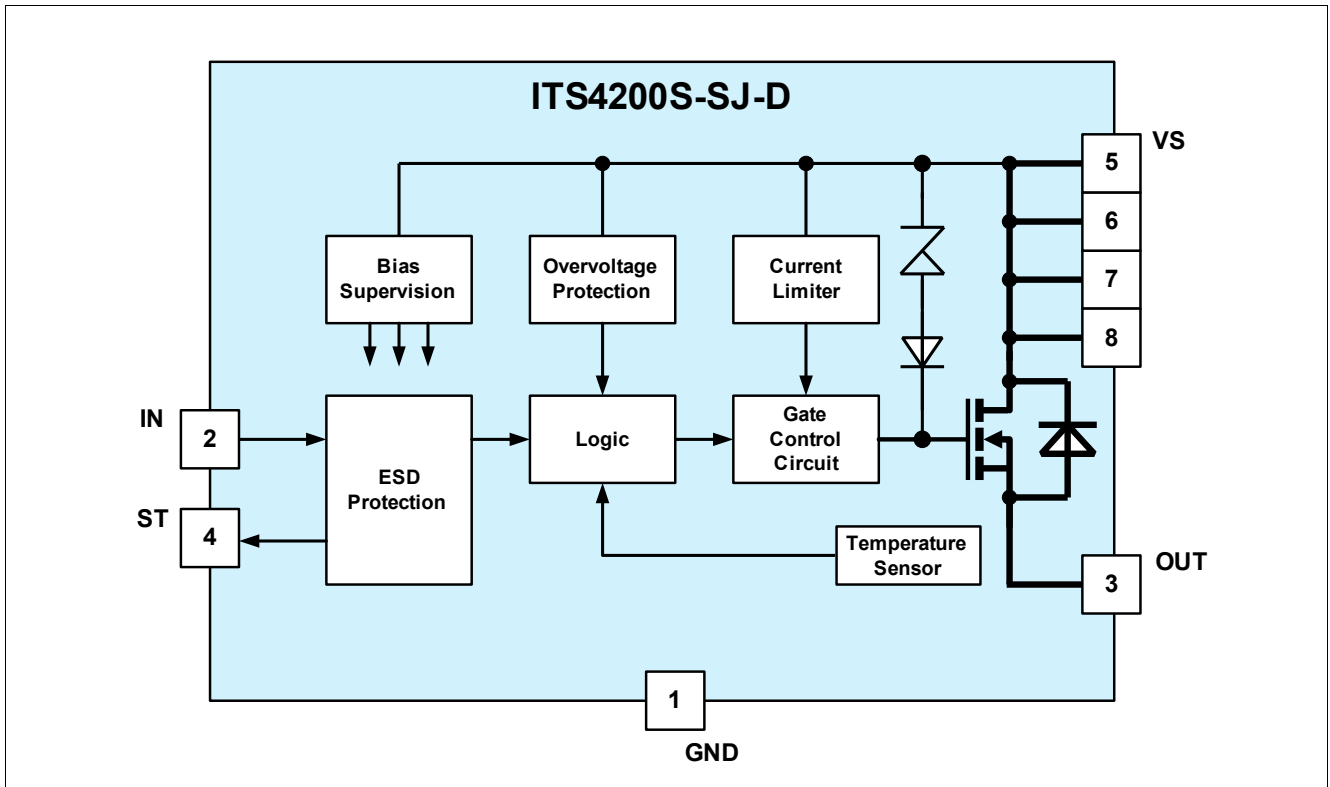 ITS4200S-SJ-D
VS
5
6
7
8
Bias
Supervision
Overvoltage
Protection
Current
Limiter
IN
2
ST
4
ESD
Protection
Logic
Gate
Control
Circuit
Temperature
Sensor
OUT
3
1
GND